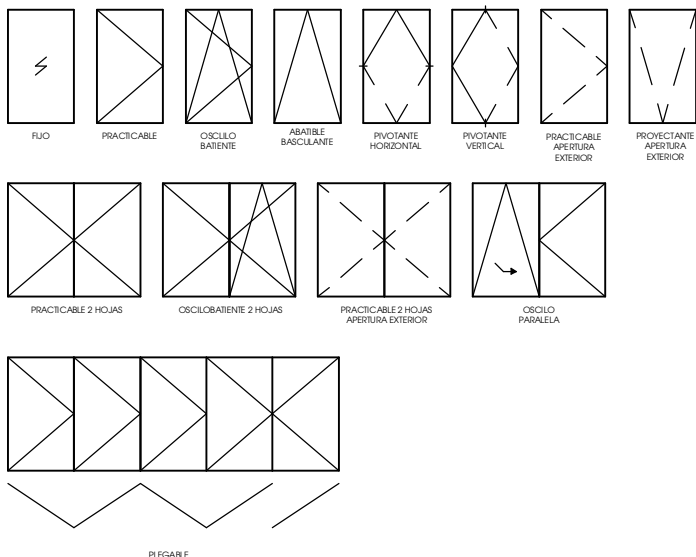 FIJO
PRACTICABLE
OSCILO
BATIENTE
ABATIBLE
BASCULANTE
PIVOTANTE
HORIZONTAL
PIVOTANTE
VERTICAL
PRACTICABLE
APERTURA
EXTERIOR
PROYECTANTE
APERTURA
EXTERIOR
PRACTICABLE 2 HOJAS
OSCILOBATIENTE 2 HOJAS
PRACTICABLE 2 HOJAS
APERTURA EXTERIOR
OSCILO
PARALELA
PLEGABLE